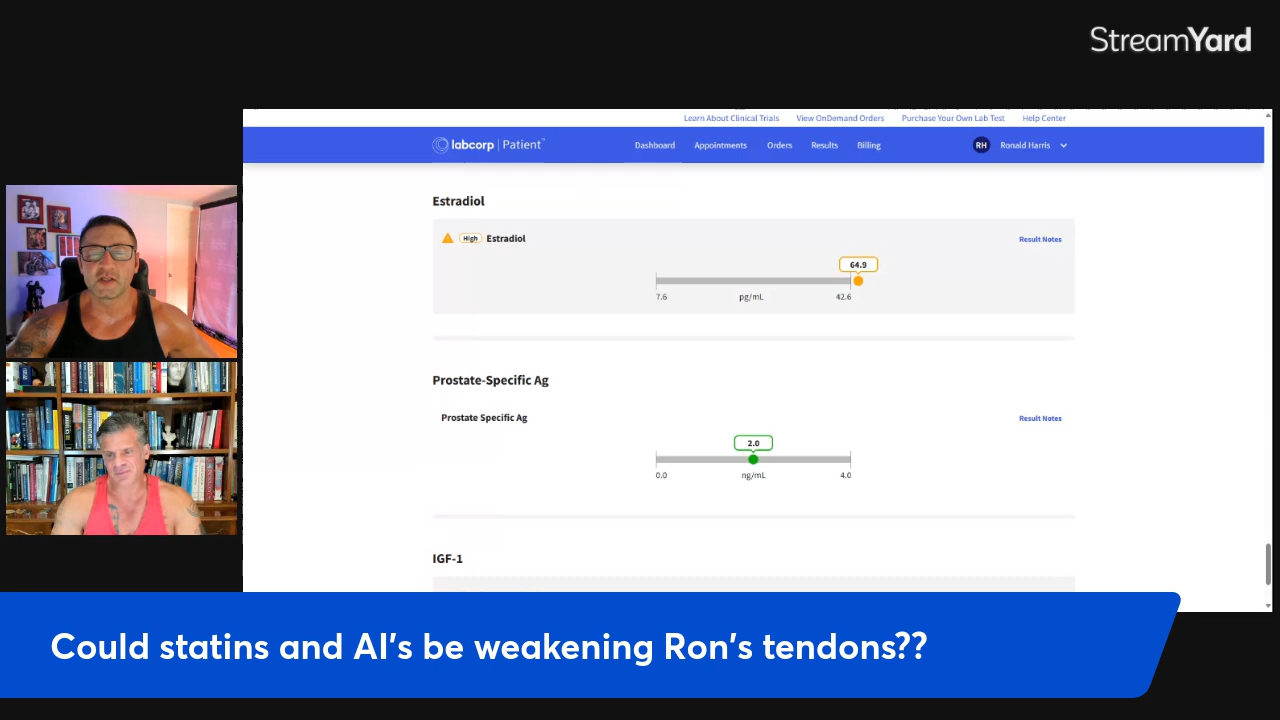 StreamYard
Learn About Clinical Trials View OnDemand Orders Purchase Your Own Lab Test Help Center
labcorp | Patient
Dashboard Appointments Orders Results Billing RH Ronald Harris
Estradiol
High Estradiol Result Notes
64.9
7.6 pg/mL 42.6
Prostate-Specific Ag
Prostate Specific Ag Result Notes
2.0
0.0 ng/mL 4.0
IGF-1
Could statins and AI's be weakening Ron's tendons??